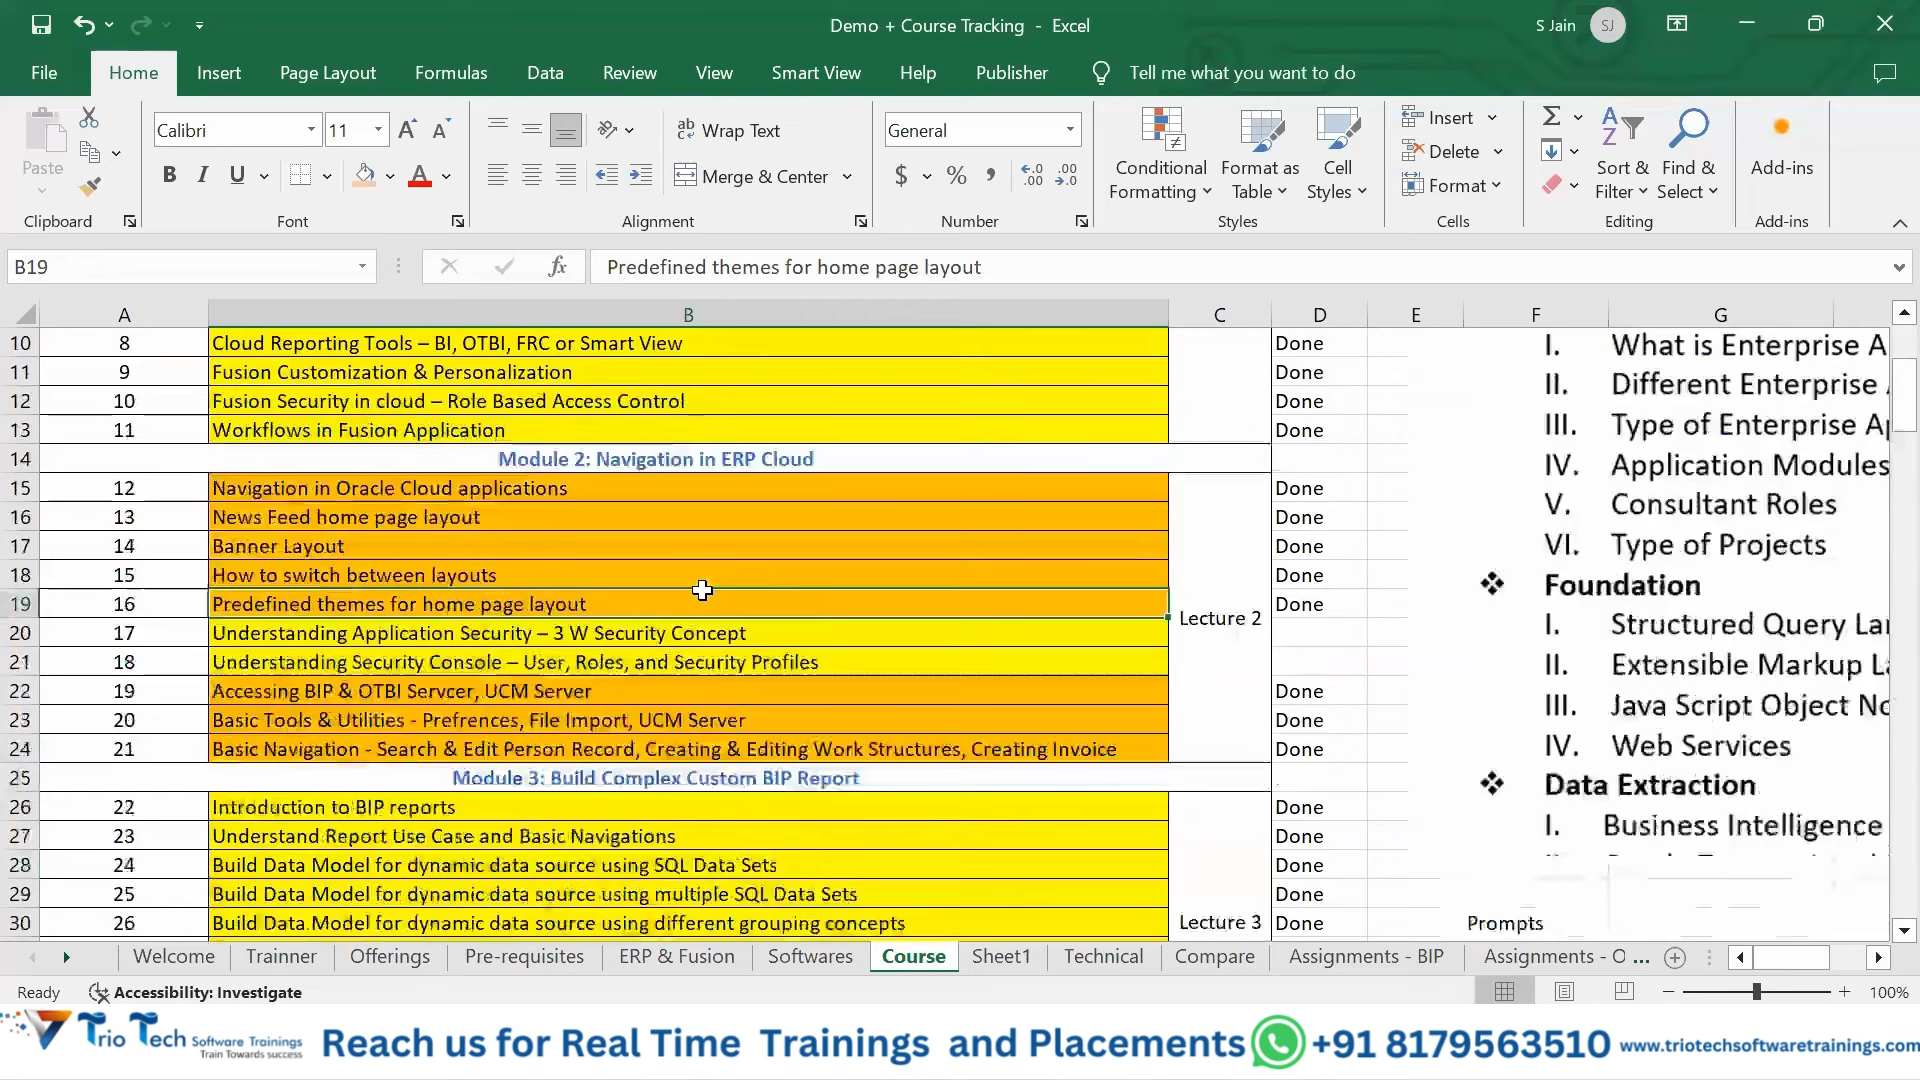 Demo + Course Tracking - Excel
S Jain
SJ
File Home Insert Page Layout Formulas Data Review View Smart View Help Publisher Tell me what you want to do
Paste
Clipboard
Calibri 11
B I U
Font
Wrap Text
Merge & Center
Alignment
General
$ %
Number
Conditional Formatting
Format as Table
Cell Styles
Styles
Insert
Delete
Format
Cells
Sort & Filter
Find & Select
Editing
Add-ins
Add-ins
B19
fx
Predefined themes for home page layout
A B C D E F G
10 8 Cloud Reporting Tools – BI, OTBI, FRC or Smart View Done
11 9 Fusion Customization & Personalization Done
12 10 Fusion Security in cloud – Role Based Access Control Done
13 11 Workflows in Fusion Application Done
14 Module 2: Navigation in ERP Cloud
15 12 Navigation in Oracle Cloud applications Done
16 13 News Feed home page layout Done
17 14 Banner Layout Done
18 15 How to switch between layouts Done
19 16 Predefined themes for home page layout Done
Lecture 2
20 17 Understanding Application Security – 3 W Security Concept
21 18 Understanding Security Console – User, Roles, and Security Profiles
22 19 Accessing BIP & OTBI Servcer, UCM Server Done
23 20 Basic Tools & Utilities - Prefrences, File Import, UCM Server Done
24 21 Basic Navigation - Search & Edit Person Record, Creating & Editing Work Structures, Creating Invoice Done
25 Module 3: Build Complex Custom BIP Report
26 22 Introduction to BIP reports Done
27 23 Understand Report Use Case and Basic Navigations Done
28 24 Build Data Model for dynamic data source using SQL Data Sets Done
29 25 Build Data Model for dynamic data source using multiple SQL Data Sets Done
30 26 Build Data Model for dynamic data source using different grouping concepts Lecture 3 Done Prompts
I. What is Enterprise A
II. Different Enterprise
III. Type of Enterprise Ap
IV. Application Modules
V. Consultant Roles
VI. Type of Projects
❖ Foundation
I. Structured Query Lan
II. Extensible Markup L
III. Java Script Object No
IV. Web Services
❖ Data Extraction
I. Business Intelligence
Welcome Trainner Offerings Pre-requisites ERP & Fusion Softwares Course Sheet1 Technical Compare Assignments - BIP Assignments - O ...
Ready Accessibility: Investigate 100%
Trio Tech Software Trainings
Train Towards success
Reach us for Real Time Trainings and Placements +91 8179563510 www.triotechsoftwaretrainings.com